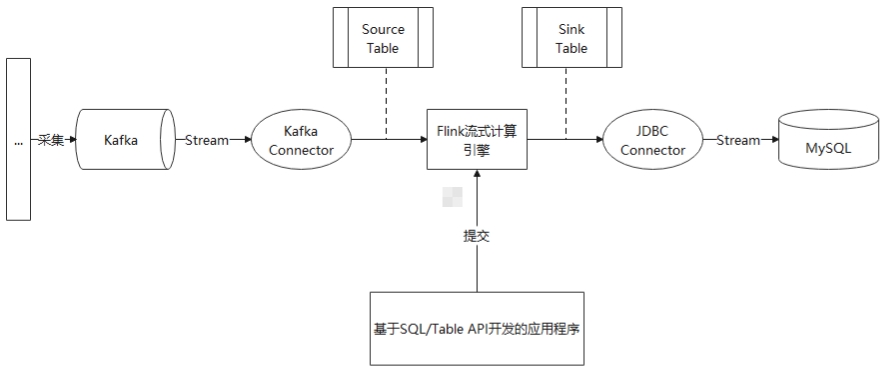 Source
Table
Sink
Table
...
采集
Kafka
Stream
Kafka
Connector
Flink流式计算
引擎
JDBC
Connector
Stream
MySQL
提交
基于SQL/Table API开发的应用程序